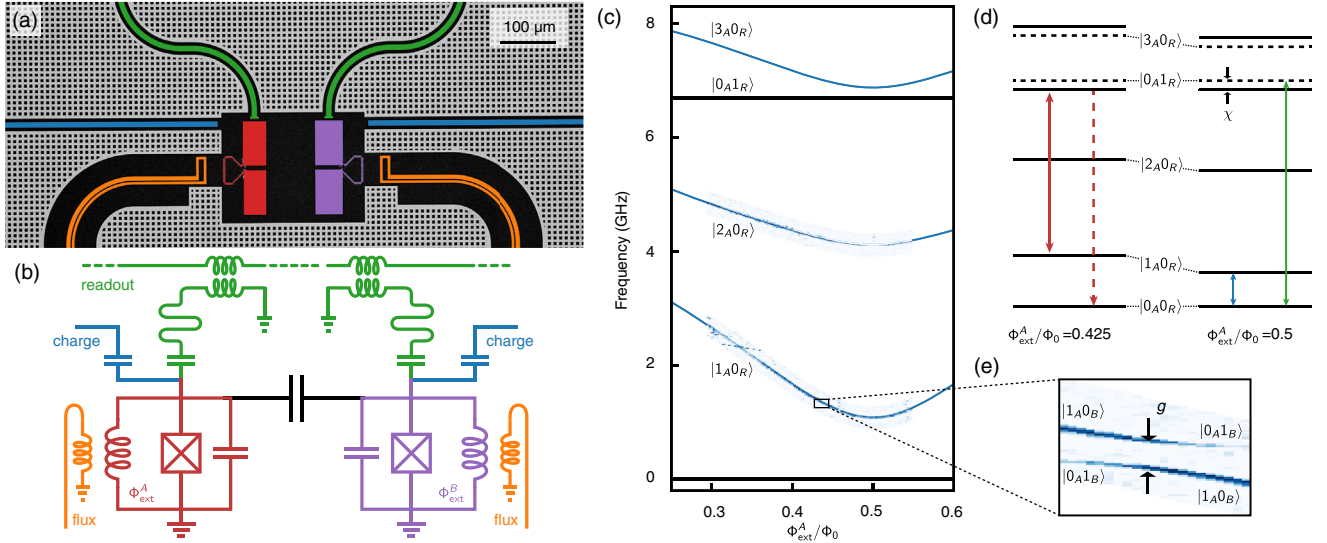 (a)
100 μm
(b)
readout
charge
charge
flux
Φ^A_ext
Φ^B_ext
flux
(c)
8
6
4
2
0
Frequency (GHz)
|3_A0_R⟩
|0_A1_R⟩
|2_A0_R⟩
|1_A0_R⟩
0.3 0.4 0.5 0.6
Φ^A_ext/Φ_0
(d)
|3_A0_R⟩
|0_A1_R⟩
χ
|2_A0_R⟩
|1_A0_R⟩
|0_A0_R⟩
Φ^A_ext/Φ_0=0.425
Φ^A_ext/Φ_0=0.5
(e)
|1_A0_B⟩
g
|0_A1_B⟩
|0_A1_B⟩
|1_A0_B⟩